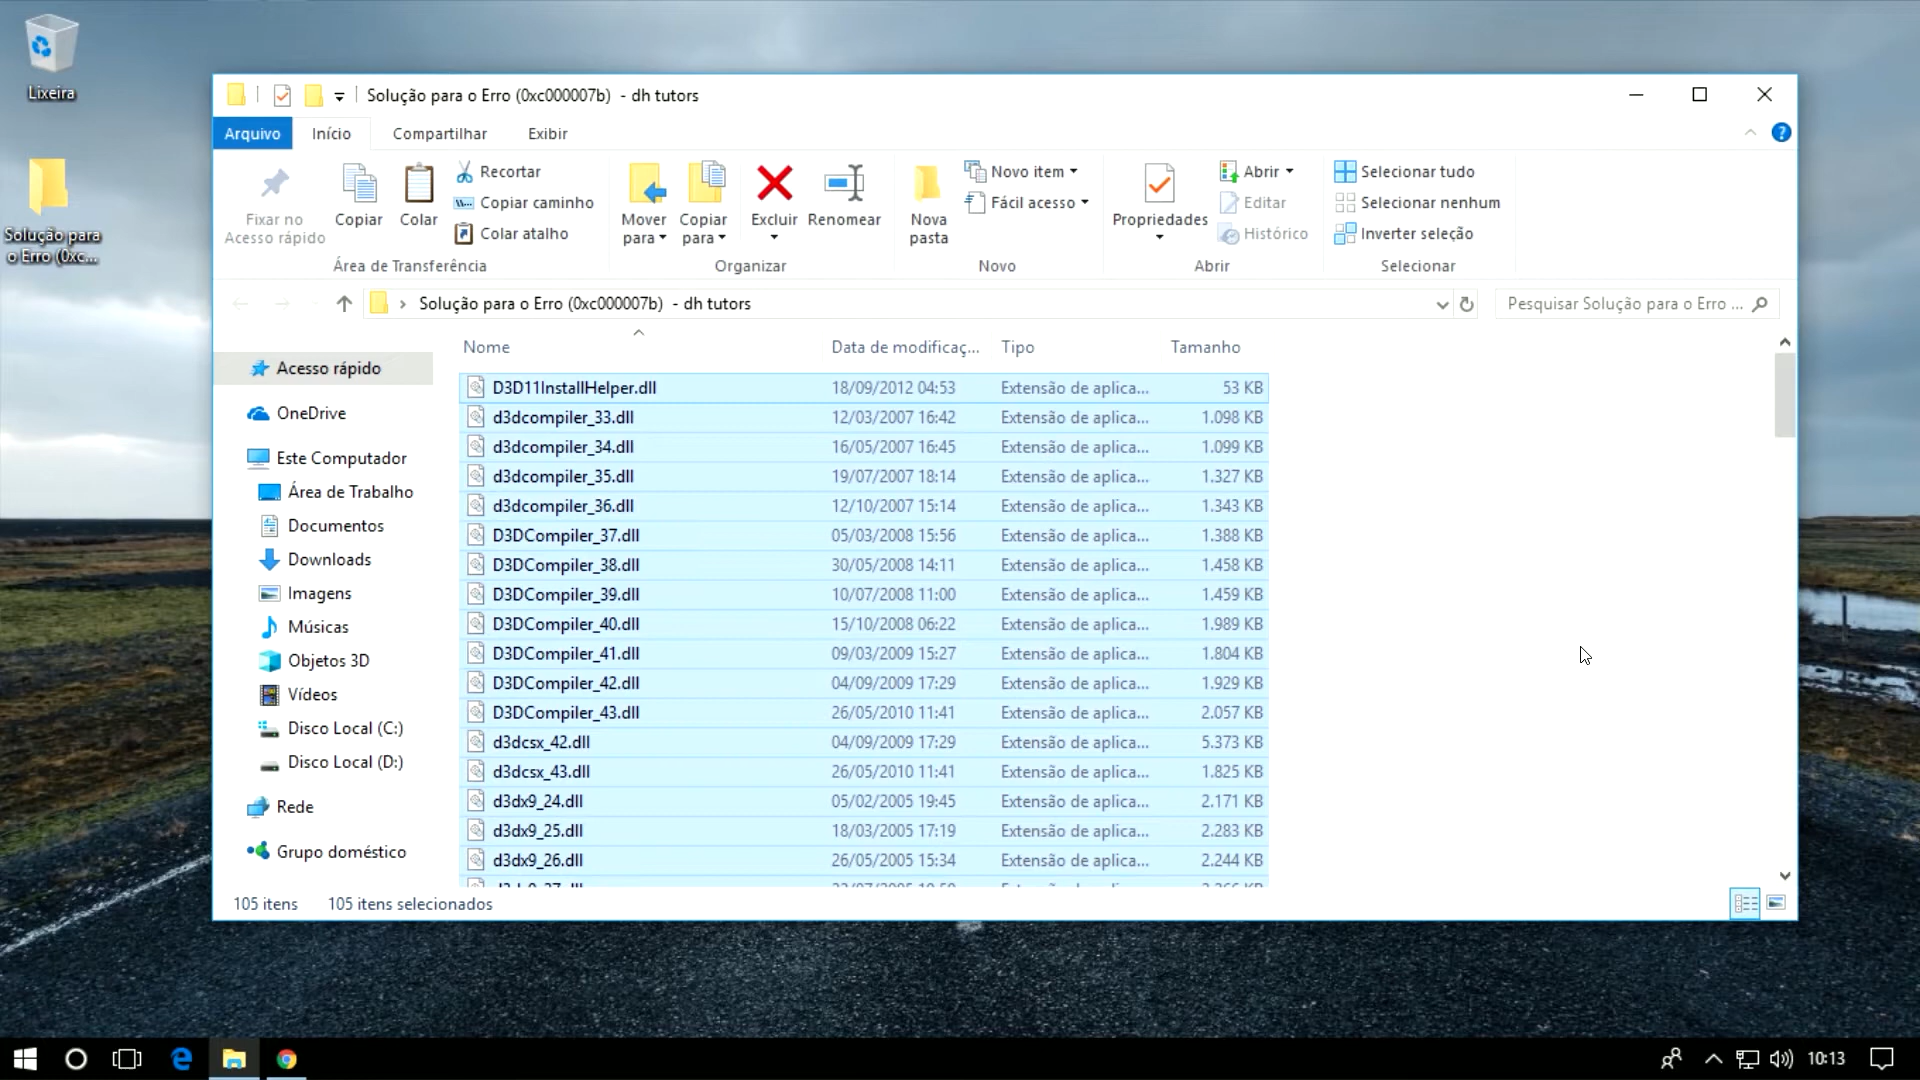 Lixeira
Solução para
o Erro (0xc...
Solução para o Erro (0xc000007b)  - dh tutors
Arquivo Início Compartilhar Exibir
Fixar no
Acesso rápido
Copiar
Colar
Recortar
Copiar caminho
Colar atalho
Área de Transferência
Mover
para
Copiar
para
Excluir
Renomear
Organizar
Nova
pasta
Novo item
Fácil acesso
Novo
Propriedades
Abrir
Editar
Histórico
Abrir
Selecionar tudo
Selecionar nenhum
Inverter seleção
Selecionar
Solução para o Erro (0xc000007b)  - dh tutors
Pesquisar Solução para o Erro ...
Acesso rápido
OneDrive
Este Computador
Área de Trabalho
Documentos
Downloads
Imagens
Músicas
Objetos 3D
Vídeos
Disco Local (C:)
Disco Local (D:)
Rede
Grupo doméstico
Nome Data de modificaç... Tipo Tamanho
D3D11InstallHelper.dll 18/09/2012 04:53 Extensão de aplica... 53 KB
d3dcompiler_33.dll 12/03/2007 16:42 Extensão de aplica... 1.098 KB
d3dcompiler_34.dll 16/05/2007 16:45 Extensão de aplica... 1.099 KB
d3dcompiler_35.dll 19/07/2007 18:14 Extensão de aplica... 1.327 KB
d3dcompiler_36.dll 12/10/2007 15:14 Extensão de aplica... 1.343 KB
D3DCompiler_37.dll 05/03/2008 15:56 Extensão de aplica... 1.388 KB
D3DCompiler_38.dll 30/05/2008 14:11 Extensão de aplica... 1.458 KB
D3DCompiler_39.dll 10/07/2008 11:00 Extensão de aplica... 1.459 KB
D3DCompiler_40.dll 15/10/2008 06:22 Extensão de aplica... 1.989 KB
D3DCompiler_41.dll 09/03/2009 15:27 Extensão de aplica... 1.804 KB
D3DCompiler_42.dll 04/09/2009 17:29 Extensão de aplica... 1.929 KB
D3DCompiler_43.dll 26/05/2010 11:41 Extensão de aplica... 2.057 KB
d3dcsx_42.dll 04/09/2009 17:29 Extensão de aplica... 5.373 KB
d3dcsx_43.dll 26/05/2010 11:41 Extensão de aplica... 1.825 KB
d3dx9_24.dll 05/02/2005 19:45 Extensão de aplica... 2.171 KB
d3dx9_25.dll 18/03/2005 17:19 Extensão de aplica... 2.283 KB
d3dx9_26.dll 26/05/2005 15:34 Extensão de aplica... 2.244 KB
105 itens 105 itens selecionados
10:13